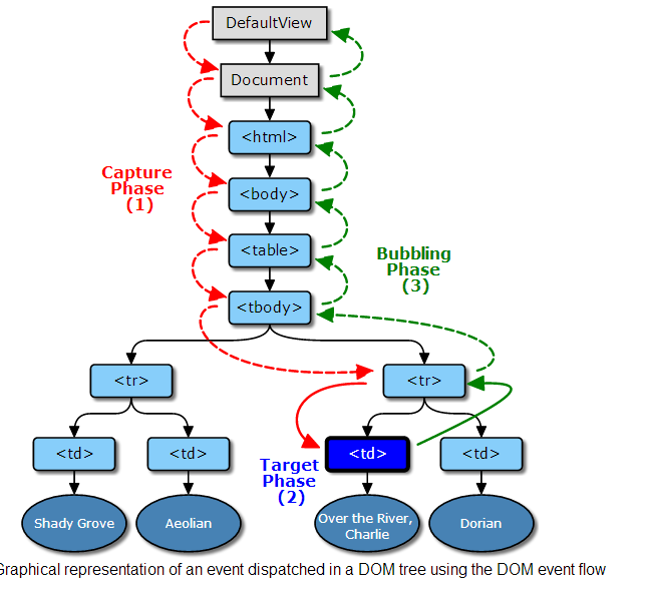 DefaultView
Document
<html>
Capture
Phase
(1)
<body>
<table>
Bubbling
Phase
(3)
<tbody>
<tr>
<tr>
<td>
<td>
<td>
<td>
Target
Phase
(2)
Shady Grove
Aeolian
Over the River,
Charlie
Dorian
Graphical representation of an event dispatched in a DOM tree using the DOM event flow